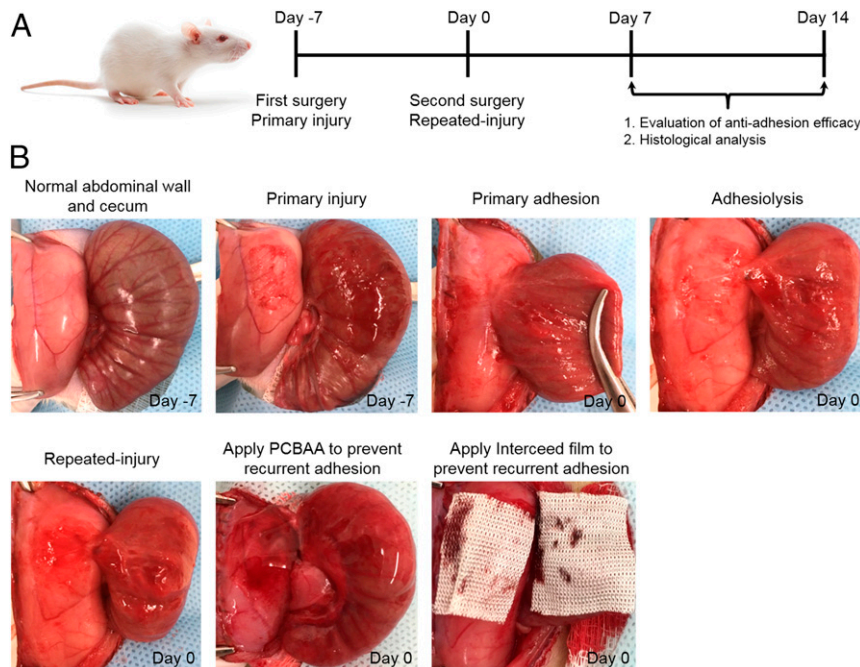 A
Day -7
Day 0
Day 7
Day 14
First surgery
Primary injury
Second surgery
Repeated-injury
1. Evaluation of anti-adhesion efficacy
2. Histological analysis
B
Normal abdominal wall
and cecum
Primary injury
Primary adhesion
Adhesiolysis
Day -7
Day -7
Day 0
Day 0
Repeated-injury
Apply PCBAA to prevent
recurrent adhesion
Apply Interceed film to
prevent recurrent adhesion
Day 0
Day 0
Day 0